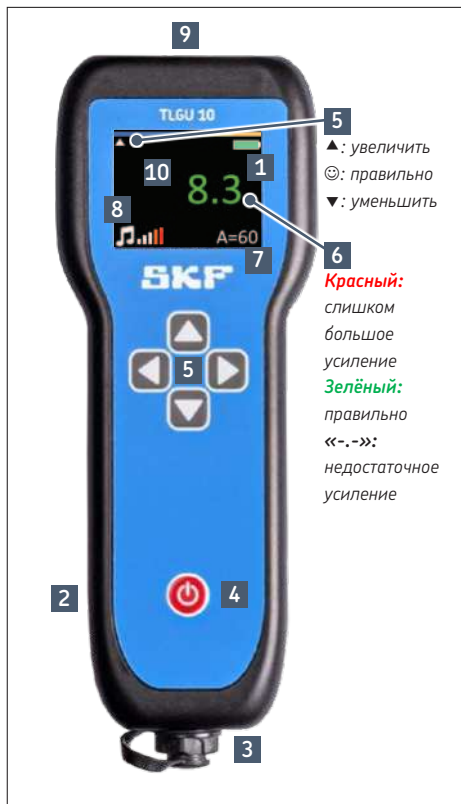 9
TLGU 10
5
▲: увеличить
☺: правильно
▼: уменьшить
10
1
8.3
8
A=60
7
6
SKF
Красный:
слишком
большое
усиление
Зелёный:
правильно
«-.-»:
недостаточное
усиление
5
2
4
3